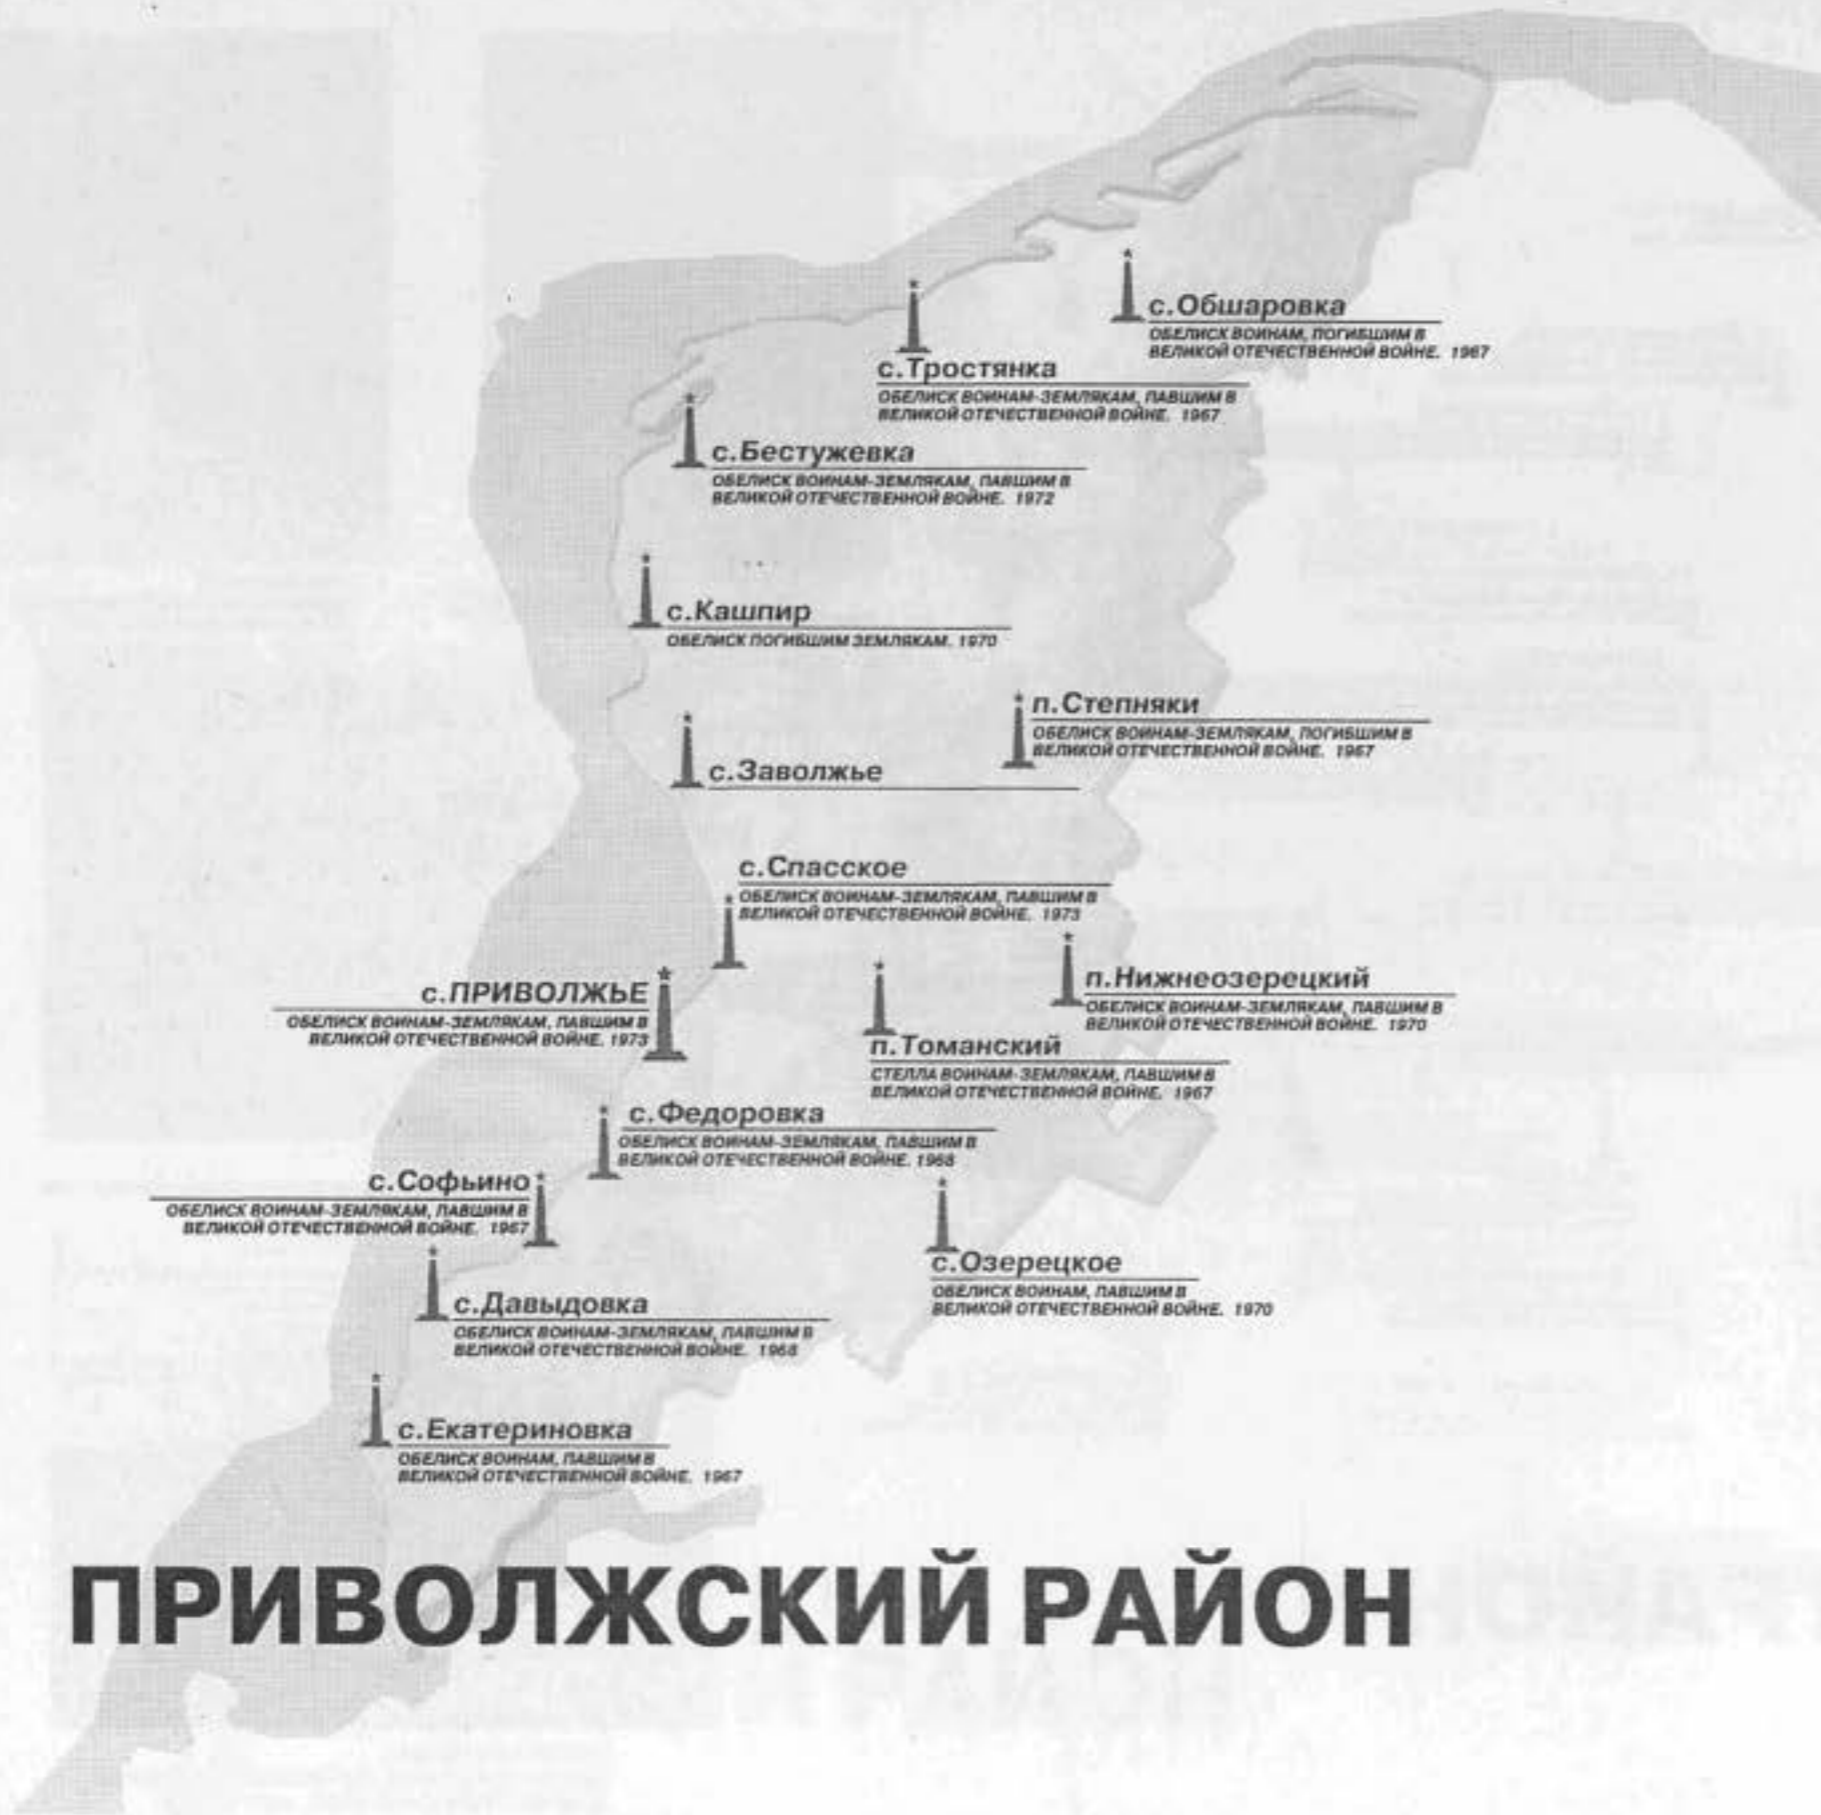 с.Обшаровка
ОБЕЛИСК ВОИНАМ, ПОГИБШИМ В
ВЕЛИКОЙ ОТЕЧЕСТВЕННОЙ ВОЙНЕ. 1967
с.Тростянка
ОБЕЛИСК ВОИНАМ-ЗЕМЛЯКАМ, ПАВШИМ В
ВЕЛИКОЙ ОТЕЧЕСТВЕННОЙ ВОЙНЕ. 1967
с.Бестужевка
ОБЕЛИСК ВОИНАМ-ЗЕМЛЯКАМ, ПАВШИМ В
ВЕЛИКОЙ ОТЕЧЕСТВЕННОЙ ВОЙНЕ. 1972
с.Кашпир
ОБЕЛИСК ПОГИБШИМ ЗЕМЛЯКАМ. 1970
п.Степняки
ОБЕЛИСК ВОИНАМ-ЗЕМЛЯКАМ, ПОГИБШИМ В
ВЕЛИКОЙ ОТЕЧЕСТВЕННОЙ ВОЙНЕ. 1967
с.Заволжье
с.Спасское
ОБЕЛИСК ВОИНАМ-ЗЕМЛЯКАМ, ПАВШИМ В
ВЕЛИКОЙ ОТЕЧЕСТВЕННОЙ ВОЙНЕ. 1973
п.Нижнеозерецкий
ОБЕЛИСК ВОИНАМ-ЗЕМЛЯКАМ, ПАВШИМ В
ВЕЛИКОЙ ОТЕЧЕСТВЕННОЙ ВОЙНЕ. 1970
с.ПРИВОЛЖЬЕ
ОБЕЛИСК ВОИНАМ-ЗЕМЛЯКАМ, ПАВШИМ В
ВЕЛИКОЙ ОТЕЧЕСТВЕННОЙ ВОЙНЕ. 1973
п.Томанский
СТЕЛЛА ВОИНАМ-ЗЕМЛЯКАМ, ПАВШИМ В
ВЕЛИКОЙ ОТЕЧЕСТВЕННОЙ ВОЙНЕ. 1967
с.Федоровка
ОБЕЛИСК ВОИНАМ-ЗЕМЛЯКАМ, ПАВШИМ В
ВЕЛИКОЙ ОТЕЧЕСТВЕННОЙ ВОЙНЕ. 1968
с.Софьино
ОБЕЛИСК ВОИНАМ-ЗЕМЛЯКАМ, ПАВШИМ В
ВЕЛИКОЙ ОТЕЧЕСТВЕННОЙ ВОЙНЕ. 1967
с.Озерецкое
ОБЕЛИСК ВОИНАМ, ПАВШИМ В
ВЕЛИКОЙ ОТЕЧЕСТВЕННОЙ ВОЙНЕ. 1970
с.Давыдовка
ОБЕЛИСК ВОИНАМ-ЗЕМЛЯКАМ, ПАВШИМ В
ВЕЛИКОЙ ОТЕЧЕСТВЕННОЙ ВОЙНЕ. 1968
с.Екатериновка
ОБЕЛИСК ВОИНАМ, ПАВШИМ В
ВЕЛИКОЙ ОТЕЧЕСТВЕННОЙ ВОЙНЕ. 1967
ПРИВОЛЖСКИЙ РАЙОН